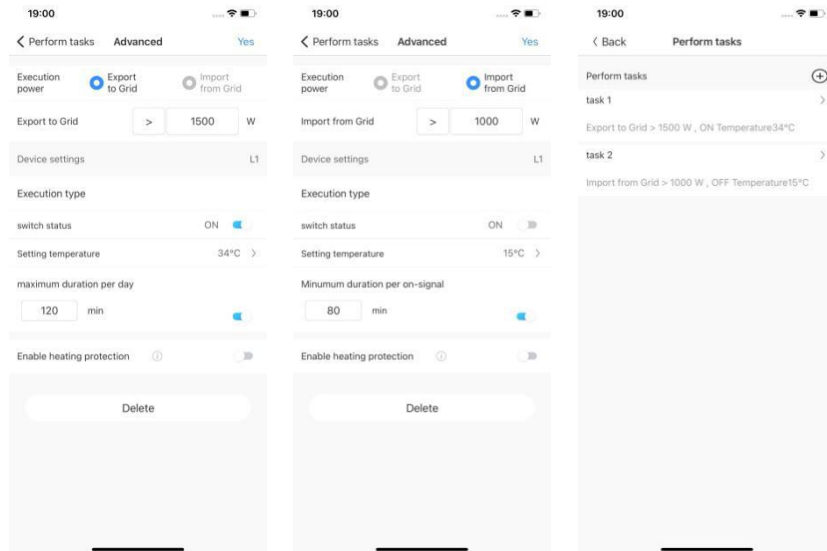 19:00
Perform tasks
Advanced
Yes
Execution power
Export to Grid
Import from Grid
Export to Grid
>
1500
W
Device settings
L1
Execution type
switch status
ON
Setting temperature
34°C
maximum duration per day
120
min
Enable heating protection
Delete
19:00
Perform tasks
Advanced
Yes
Execution power
Export to Grid
Import from Grid
Import from Grid
>
1000
W
Device settings
L1
Execution type
switch status
ON
Setting temperature
15°C
Minumum duration per on-signal
80
min
Enable heating protection
Delete
19:00
Back
Perform tasks
Perform tasks
task 1
Export to Grid > 1500 W , ON Temperature34°C
task 2
Import from Grid > 1000 W , OFF Temperature15°C